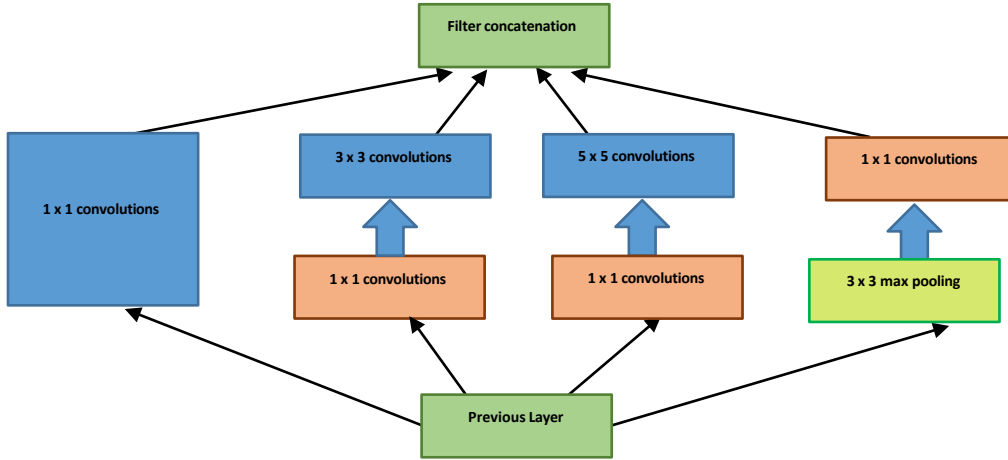 Filter concatenation
3 x 3 convolutions
5 x 5 convolutions
1 x 1 convolutions
1 x 1 convolutions
1 x 1 convolutions
1 x 1 convolutions
3 x 3 max pooling
Previous Layer